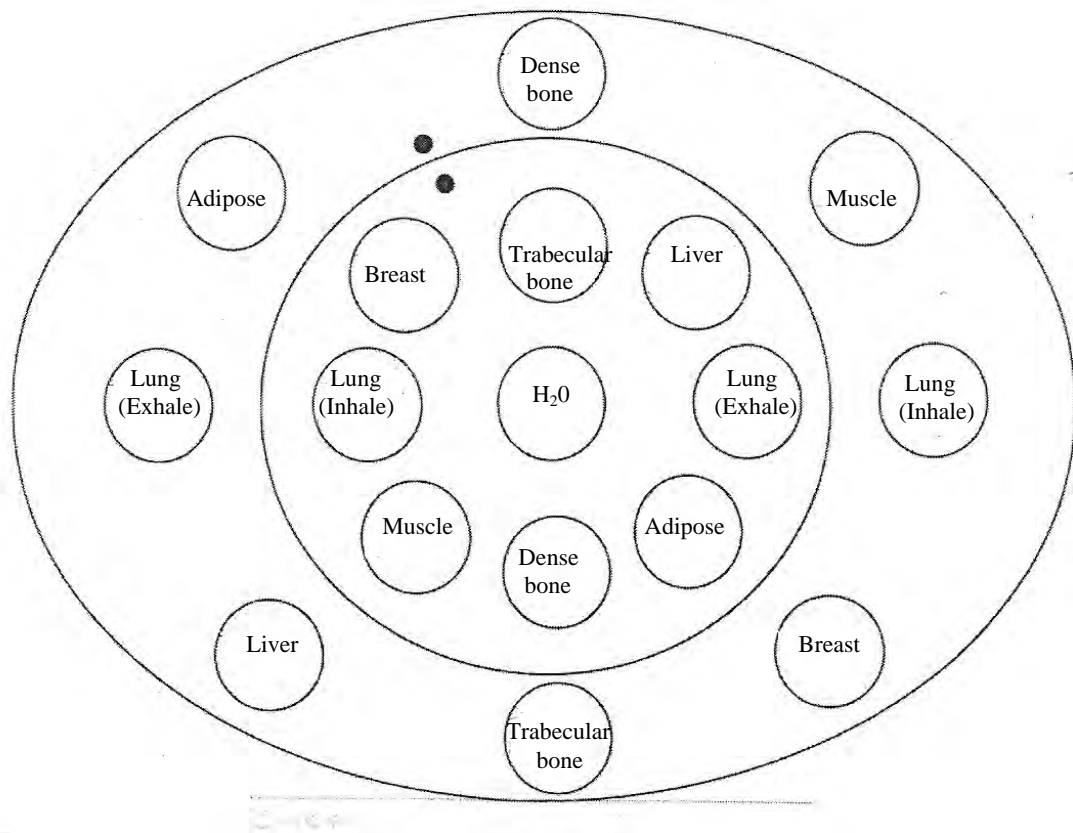 Dense
bone
Adipose
Muscle
Breast
Trabecular
bone
Liver
Lung
(Exhale)
Lung
(Inhale)
H₂0
Lung
(Exhale)
Lung
(Inhale)
Muscle
Dense
bone
Adipose
Liver
Breast
Trabecular
bone